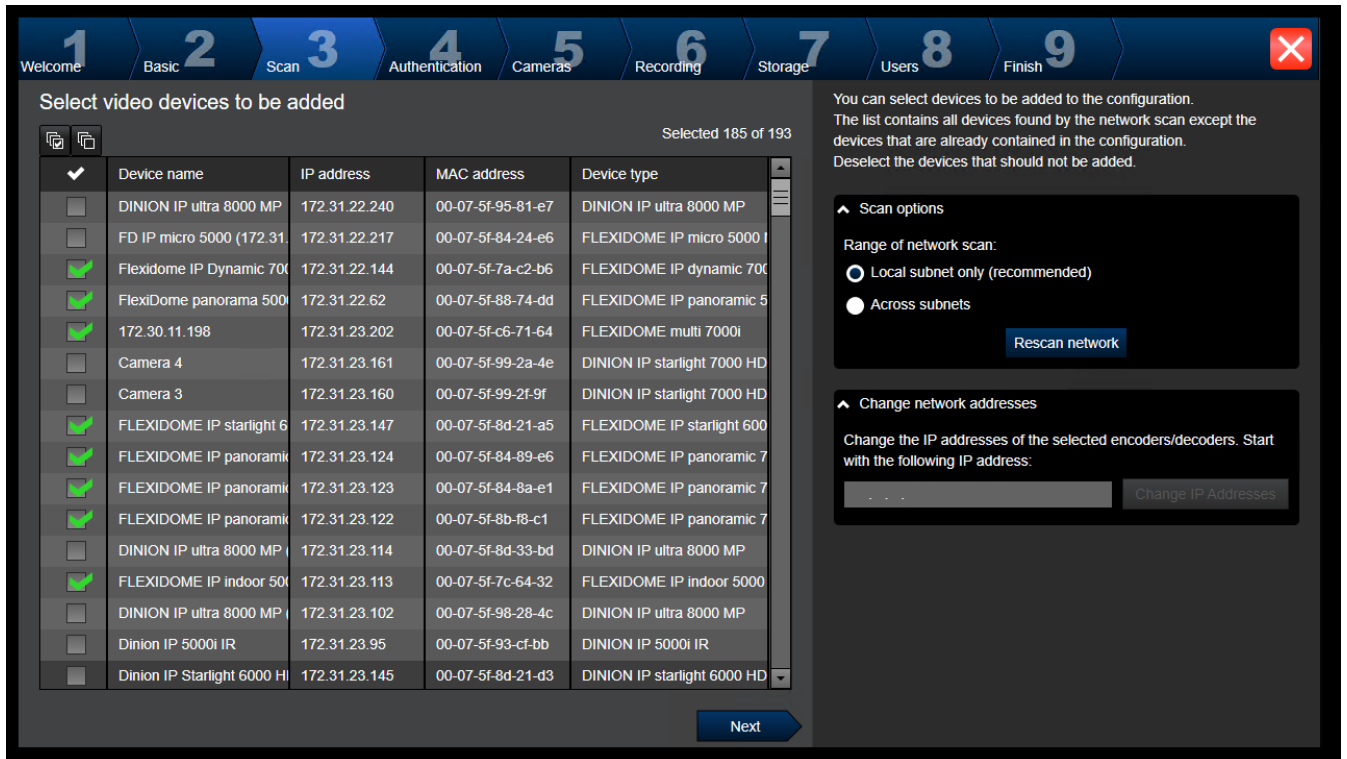 1 2 3 4 5 6 7 8 9
Welcome Basic Scan Authentication Cameras Recording Storage Users Finish
Select video devices to be added
Selected 185 of 193
Device name IP address MAC address Device type
DINION IP ultra 8000 MP 172.31.22.240 00-07-5f-95-81-e7 DINION IP ultra 8000 MP
FD IP micro 5000 (172.31. 172.31.22.217 00-07-5f-84-24-e6 FLEXIDOME IP micro 5000
Flexidome IP Dynamic 700 172.31.22.144 00-07-5f-7a-c2-b6 FLEXIDOME IP dynamic 700
FlexiDome panorama 500 172.31.22.62 00-07-5f-88-74-dd FLEXIDOME IP panoramic 5
172.30.11.198 172.31.23.202 00-07-5f-c6-71-64 FLEXIDOME multi 7000i
Camera 4 172.31.23.161 00-07-5f-99-2a-4e DINION IP starlight 7000 HD
Camera 3 172.31.23.160 00-07-5f-99-2f-9f DINION IP starlight 7000 HD
FLEXIDOME IP starlight 6 172.31.23.147 00-07-5f-8d-21-a5 FLEXIDOME IP starlight 600
FLEXIDOME IP panoramic 172.31.23.124 00-07-5f-84-89-e6 FLEXIDOME IP panoramic 7
FLEXIDOME IP panoramic 172.31.23.123 00-07-5f-84-8a-e1 FLEXIDOME IP panoramic 7
FLEXIDOME IP panoramic 172.31.23.122 00-07-5f-8b-f8-c1 FLEXIDOME IP panoramic 7
DINION IP ultra 8000 MP ( 172.31.23.114 00-07-5f-8d-33-bd DINION IP ultra 8000 MP
FLEXIDOME IP indoor 500 172.31.23.113 00-07-5f-7c-64-32 FLEXIDOME IP indoor 5000
DINION IP ultra 8000 MP ( 172.31.23.102 00-07-5f-98-28-4c DINION IP ultra 8000 MP
Dinion IP 5000i IR 172.31.23.95 00-07-5f-93-cf-bb DINION IP 5000i IR
Dinion IP Starlight 6000 H 172.31.23.145 00-07-5f-8d-21-d3 DINION IP starlight 6000 HD
Next
You can select devices to be added to the configuration.
The list contains all devices found by the network scan except the
devices that are already contained in the configuration.
Deselect the devices that should not be added.
Scan options
Range of network scan:
Local subnet only (recommended)
Across subnets
Rescan network
Change network addresses
Change the IP addresses of the selected encoders/decoders. Start
with the following IP address:
. . .
Change IP Addresses